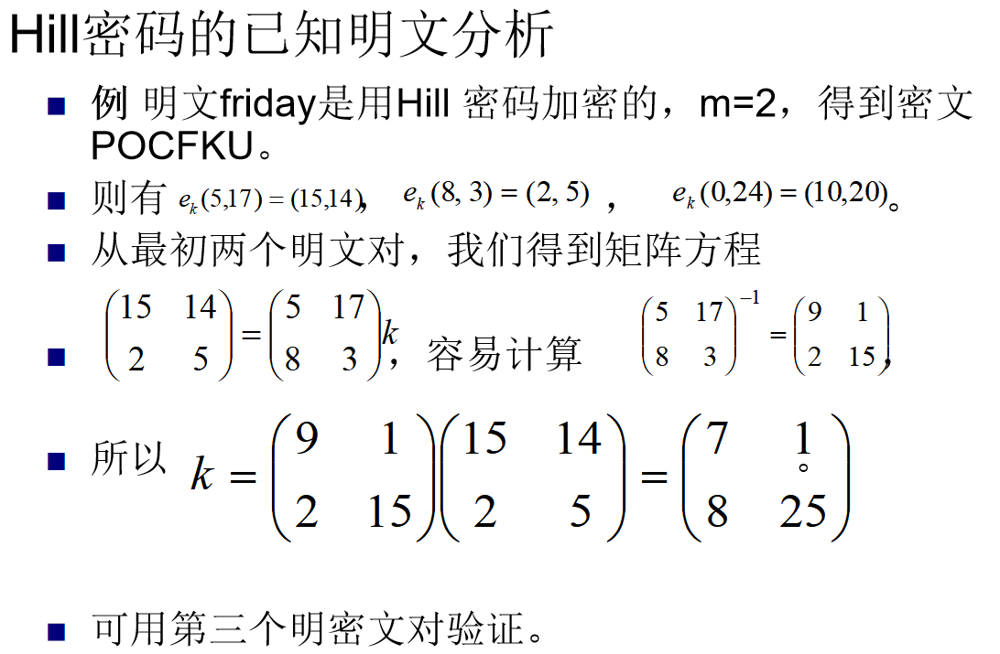 Hill密码的已知明文分析
■ 例 明文friday是用Hill 密码加密的，m=2，得到密文
POCFKU。
■ 则有 e_k(5,17) = (15,14)， e_k(8, 3) = (2, 5) ， e_k(0,24) = (10,20)。
■ 从最初两个明文对，我们得到矩阵方程
■ \begin{pmatrix} 15 & 14 \\ 2 & 5 \end{pmatrix} = \begin{pmatrix} 5 & 17 \\ 8 & 3 \end{pmatrix} k ，容易计算 \begin{pmatrix} 5 & 17 \\ 8 & 3 \end{pmatrix}^{-1} = \begin{pmatrix} 9 & 1 \\ 2 & 15 \end{pmatrix}，
■ 所以 k = \begin{pmatrix} 9 & 1 \\ 2 & 15 \end{pmatrix} \begin{pmatrix} 15 & 14 \\ 2 & 5 \end{pmatrix} = \begin{pmatrix} 7 & 1 \\ 8 & 25 \end{pmatrix} 。
■ 可用第三个明密文对验证。